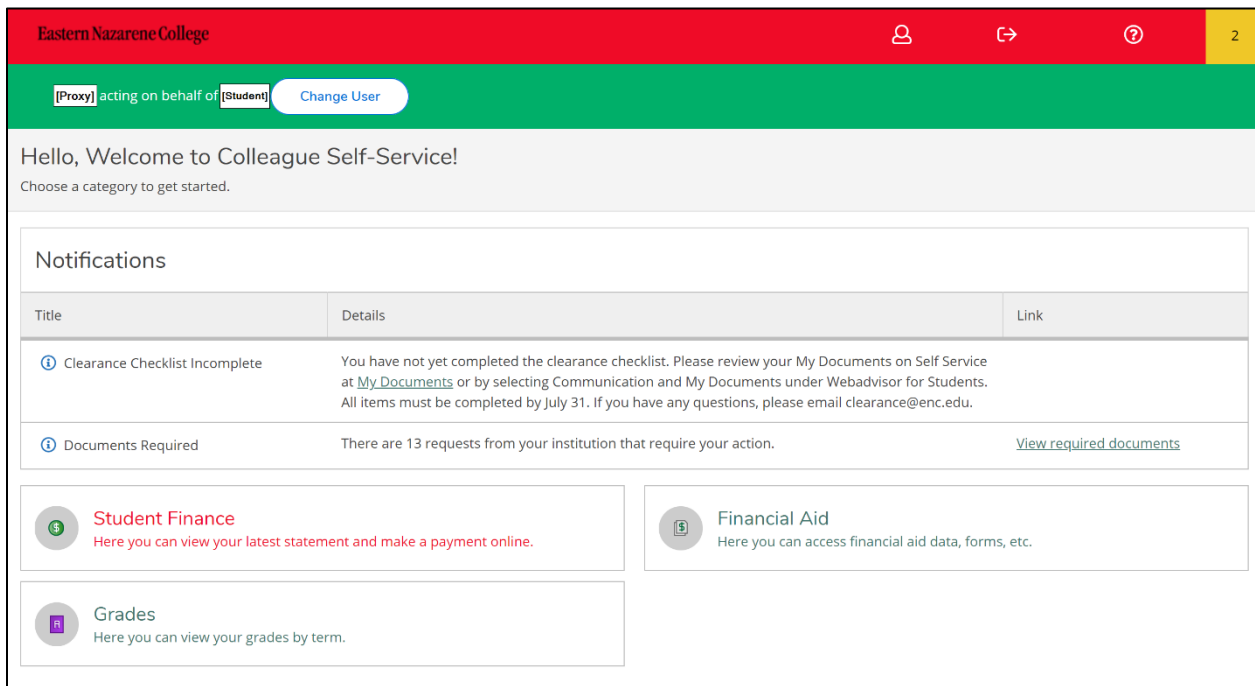 Eastern Nazarene College
2
[Proxy] acting on behalf of [Student] Change User
Hello, Welcome to Colleague Self-Service!
Choose a category to get started.
Notifications
Title Details Link
Clearance Checklist Incomplete You have not yet completed the clearance checklist. Please review your My Documents on Self Service
at My Documents or by selecting Communication and My Documents under Webadvisor for Students.
All items must be completed by July 31. If you have any questions, please email clearance@enc.edu.
Documents Required There are 13 requests from your institution that require your action. View required documents
Student Finance
Here you can view your latest statement and make a payment online.
Financial Aid
Here you can access financial aid data, forms, etc.
Grades
Here you can view your grades by term.